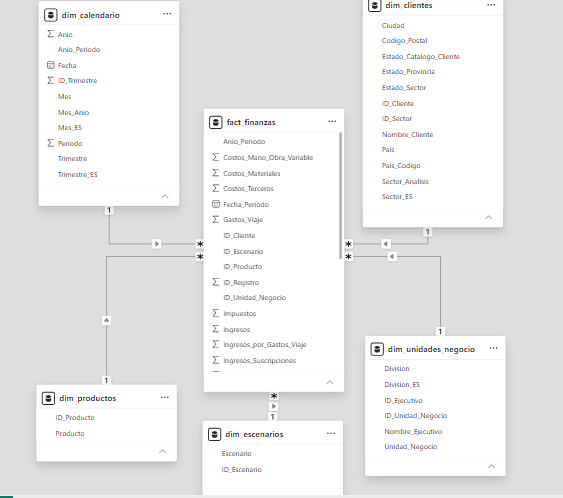 dim_calendario
Anio
Anio_Periodo
Fecha
ID_Trimestre
Mes
Mes_Anio
Mes_ES
Periodo
Trimestre
Trimestre_ES
dim_clientes
Ciudad
Codigo_Postal
Estado_Catalogo_Cliente
Estado_Provincia
Estado_Sector
ID_Cliente
ID_Sector
Nombre_Cliente
Pais
Pais_Codigo
Sector_Analisis
Sector_ES
fact_finanzas
Anio_Periodo
Costos_Mano_Obra_Variable
Costos_Materiales
Costos_Terceros
Fecha_Periodo
Gastos_Viaje
ID_Cliente
ID_Escenario
ID_Producto
ID_Registro
ID_Unidad_Negocio
Impuestos
Ingresos
Ingresos_por_Gastos_Viaje
Ingresos_Suscripciones
1
*
1
*
*
1
*
1
*
1
dim_productos
ID_Producto
Producto
dim_escenarios
Escenario
ID_Escenario
dim_unidades_negocio
Division
Division_ES
ID_Ejecutivo
ID_Unidad_Negocio
Nombre_Ejecutivo
Unidad_Negocio